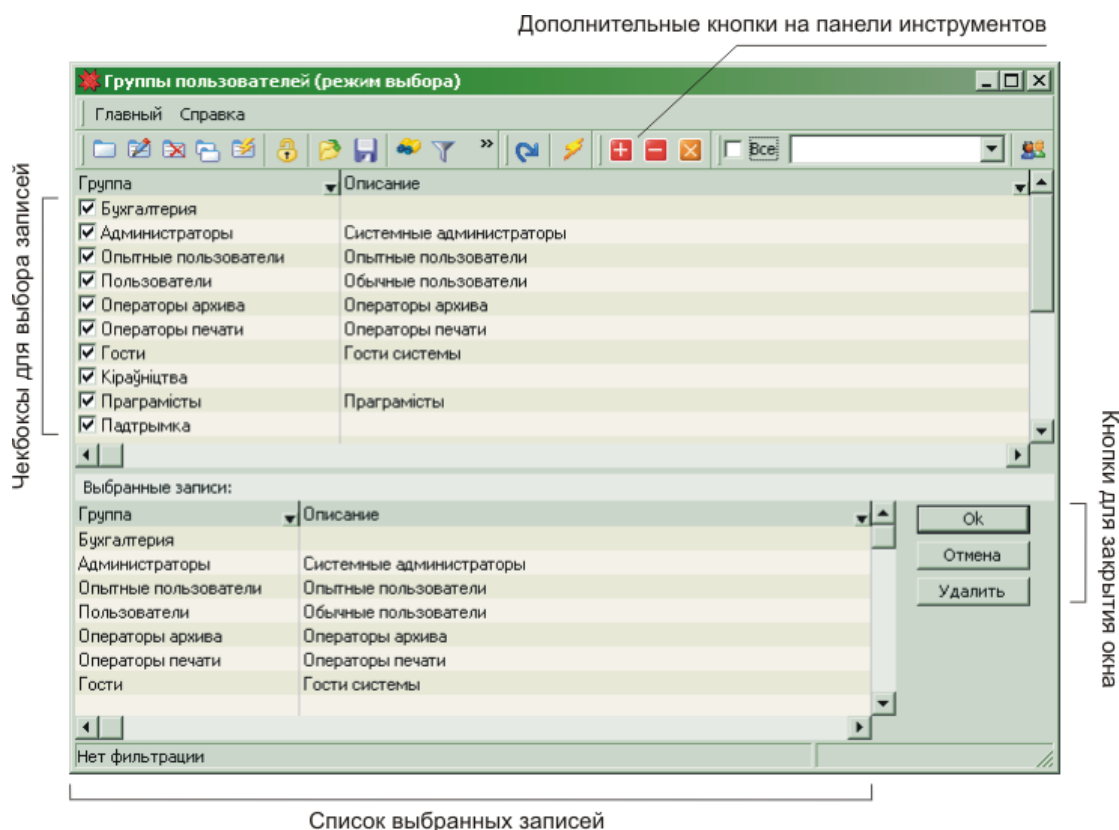 Дополнительные кнопки на панели инструментов
Группы пользователей (режим выбора)
Главный Справка
» Все
Группа Описание
Бухгалтерия
Администраторы Системные администраторы
Опытные пользователи Опытные пользователи
Пользователи Обычные пользователи
Операторы архива Операторы архива
Операторы печати Операторы печати
Гости Гости системы
Кіраўніцтва
Праграмісты Праграмісты
Падтрымка
Чекбоксы для выбора записей
Выбранные записи:
Группа Описание
Бухгалтерия
Администраторы Системные администраторы
Опытные пользователи Опытные пользователи
Пользователи Обычные пользователи
Операторы архива Операторы архива
Операторы печати Операторы печати
Гости Гости системы
Ok
Отмена
Удалить
Кнопки для закрытия окна
Нет фильтрации
Список выбранных записей